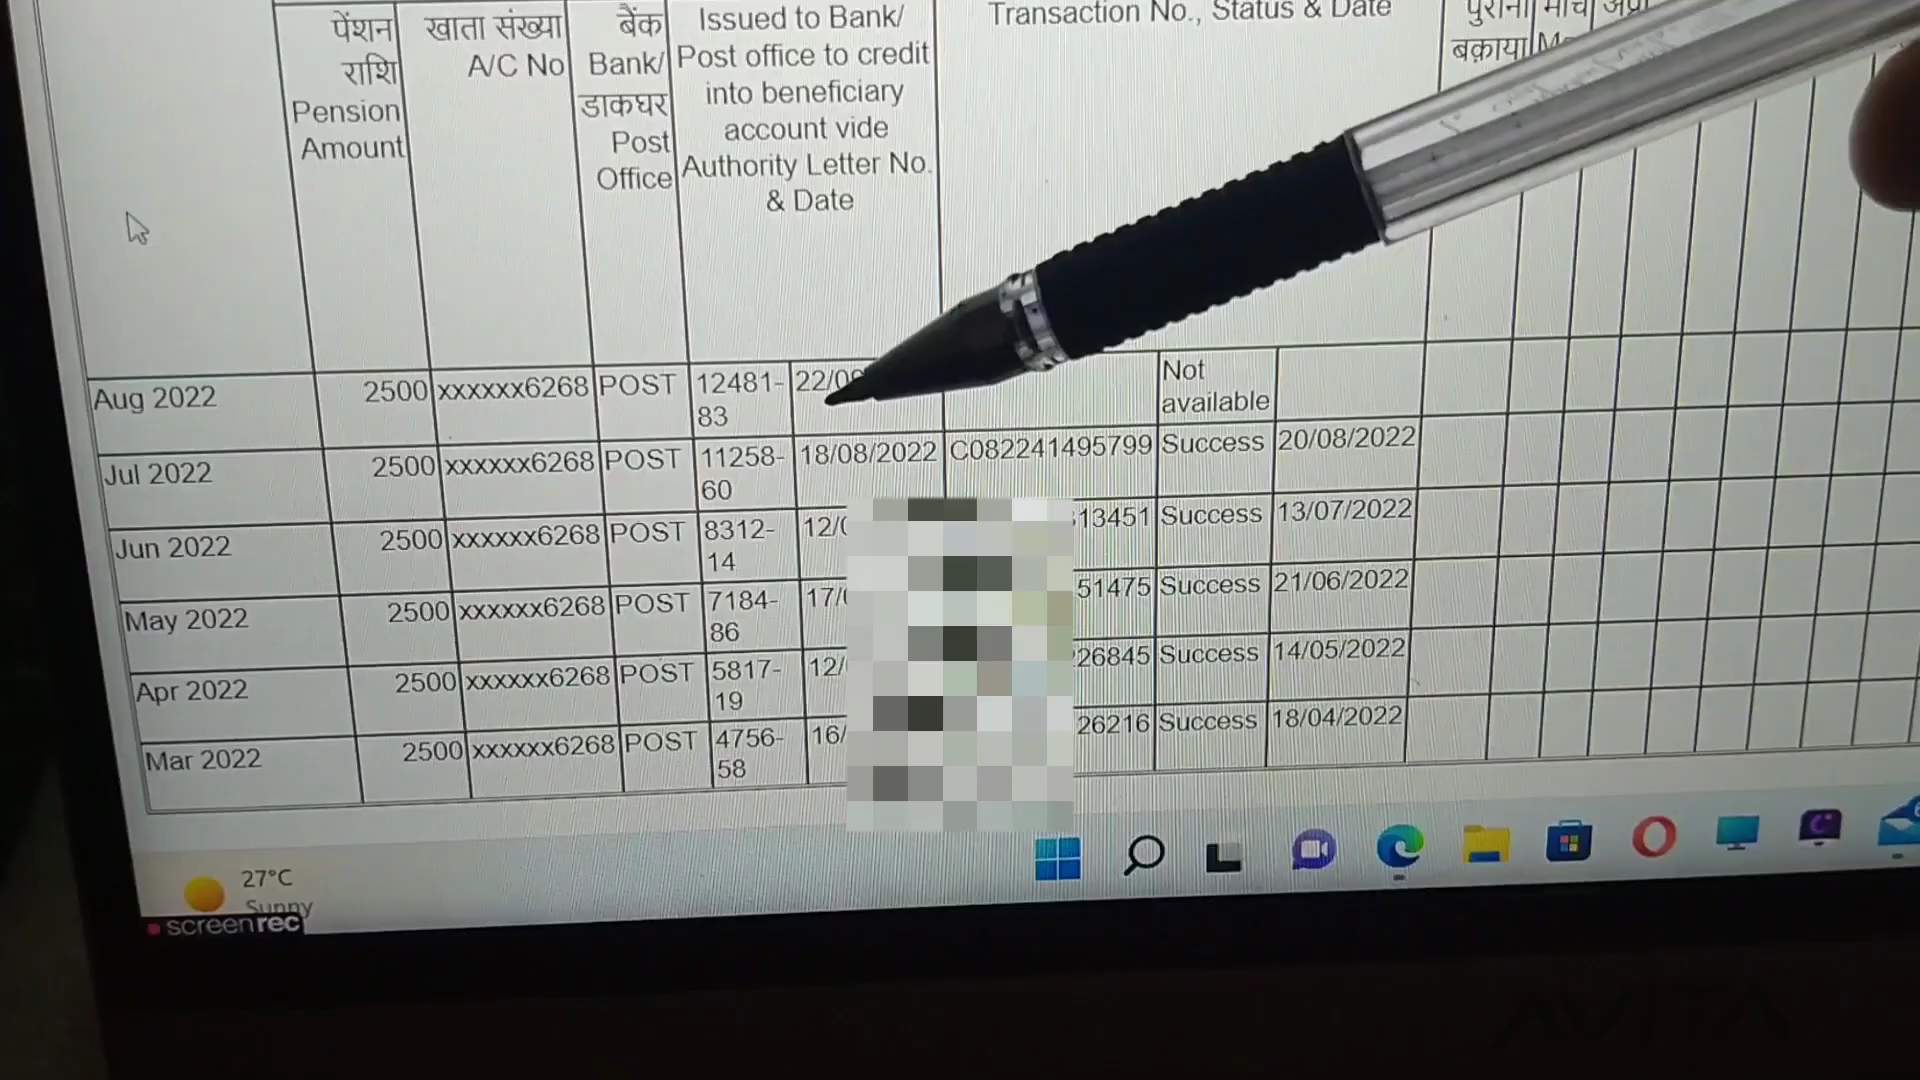 पेंशन
राशि
Pension
Amount
खाता संख्या
A/C No
बैंक
Bank/
डाकघर
Post
Office
Issued to Bank/
Post office to credit
into beneficiary
account vide
Authority Letter No.
& Date
Transaction No., Status & Date
पुराना
बक़ाया
मार्च
Aug 2022 2500 xxxxxx6268 POST 12481-83 Not available
Jul 2022 2500 xxxxxx6268 POST 11258-60 18/08/2022 C082241495799 Success 20/08/2022
Jun 2022 2500 xxxxxx6268 POST 8312-14 12/ 13451 Success 13/07/2022
May 2022 2500 xxxxxx6268 POST 7184-86 17/ 51475 Success 21/06/2022
Apr 2022 2500 xxxxxx6268 POST 5817-19 12/ 26845 Success 14/05/2022
Mar 2022 2500 xxxxxx6268 POST 4756-58 16/ 26216 Success 18/04/2022
27°C
Sunny
screenrec
AVITA